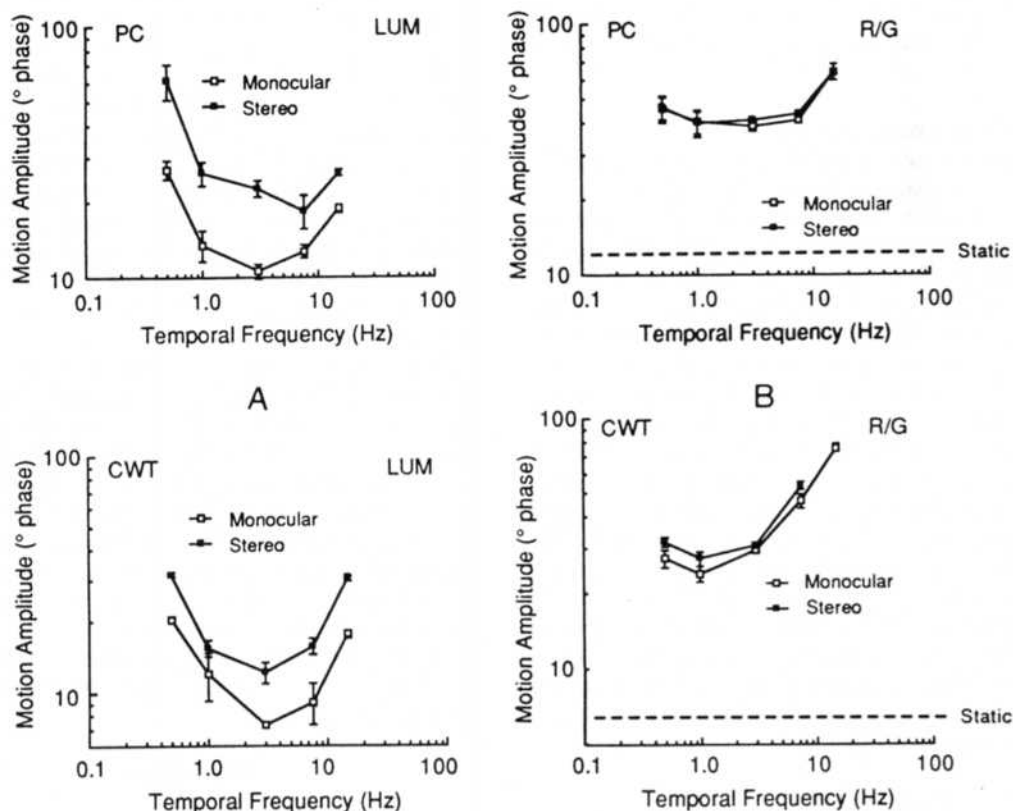 PC
LUM
100
10
0.1
1.0
10
100
Motion Amplitude (° phase)
Monocular
Stereo
Temporal Frequency (Hz)
PC
R/G
100
10
0.1
1.0
10
100
Motion Amplitude (° phase)
Monocular
Stereo
Static
Temporal Frequency (Hz)
A
B
CWT
LUM
100
10
0.1
1.0
10
100
Motion Amplitude (° phase)
Monocular
Stereo
Temporal Frequency (Hz)
CWT
R/G
100
10
0.1
1.0
10
100
Motion Amplitude (° phase)
Monocular
Stereo
Static
Temporal Frequency (Hz)